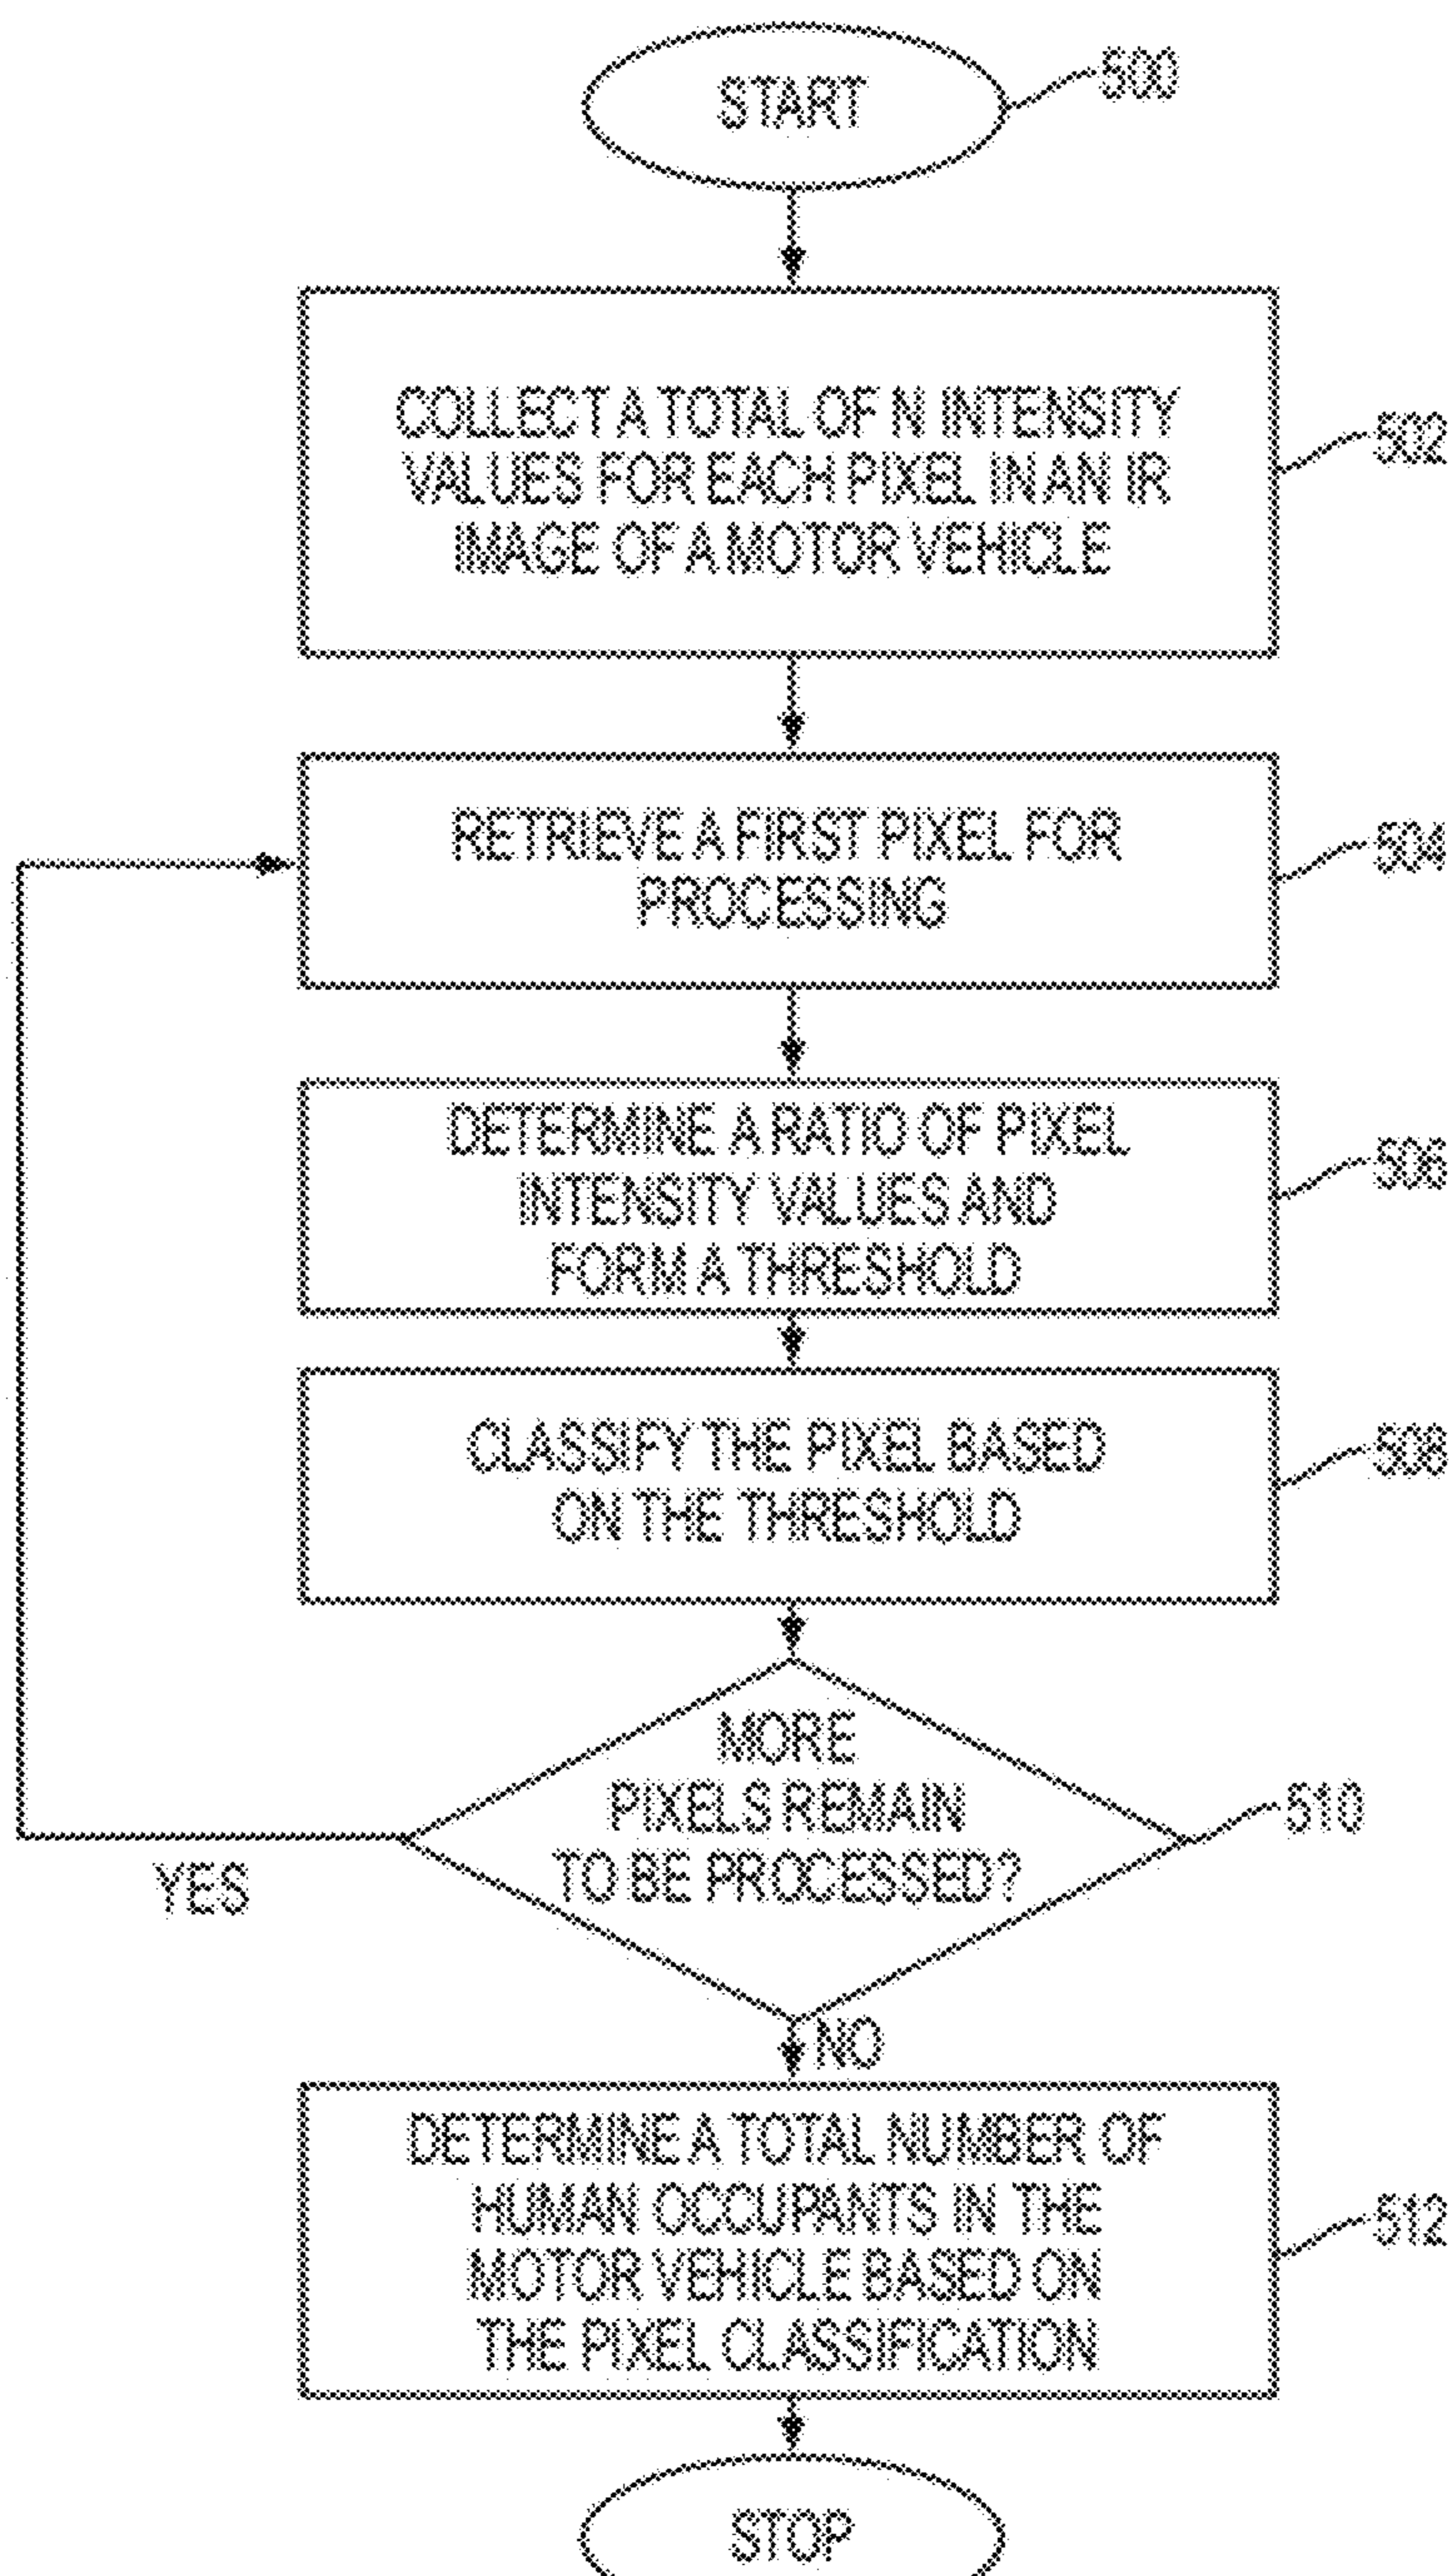 START
500
COLLECT A TOTAL OF N INTENSITY
VALUES FOR EACH PIXEL IN AN IR
IMAGE OF A MOTOR VEHICLE
502
RETRIEVE A FIRST PIXEL FOR
PROCESSING
504
DETERMINE A RATIO OF PIXEL
INTENSITY VALUES AND
FORM A THRESHOLD
506
CLASSIFY THE PIXEL BASED
ON THE THRESHOLD
508
MORE
PIXELS REMAIN
TO BE PROCESSED?
510
YES
NO
DETERMINE A TOTAL NUMBER OF
HUMAN OCCUPANTS IN THE
MOTOR VEHICLE BASED ON
THE PIXEL CLASSIFICATION
512
STOP